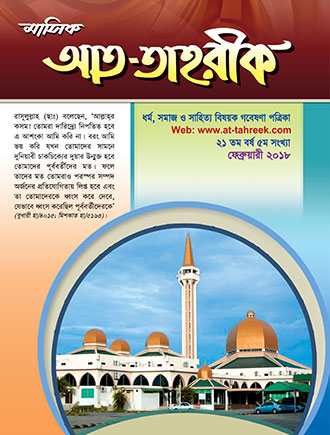 মাসিক
আত-তাহরীক
রাসূলুল্লাহ (ছাঃ) বলেছেন, 'আল্লাহ্‌র
কসম! তোমরা দারিদ্র্যে নিপতিত হবে
এ আশংকা আমি করি না। বরং আমি
ভয় করি যখন তোমাদের সামনে
দুনিয়াবী চাকচিক্যের দুয়ার উন্মুক্ত হবে
তোমাদের পূর্ববর্তীদের মত। ফলে
তাদের মত তোমরাও পরস্পর সম্পদ
অর্জনের প্রতিযোগিতায় লিপ্ত হবে এবং
তা তোমাদেরকে ধ্বংস করে দেবে,
যেভাবে ধ্বংস করেছিল পূর্ববর্তীদেরকে'
(বুখারী হা/৪০১৫; মিশকাত হা/৫১৬৩)।
ধর্ম, সমাজ ও সাহিত্য বিষয়ক গবেষণা পত্রিকা
Web: www.at-tahreek.com
২১ তম বর্ষ ৫ম সংখ্যা
ফেব্রুয়ারী ২০১৮